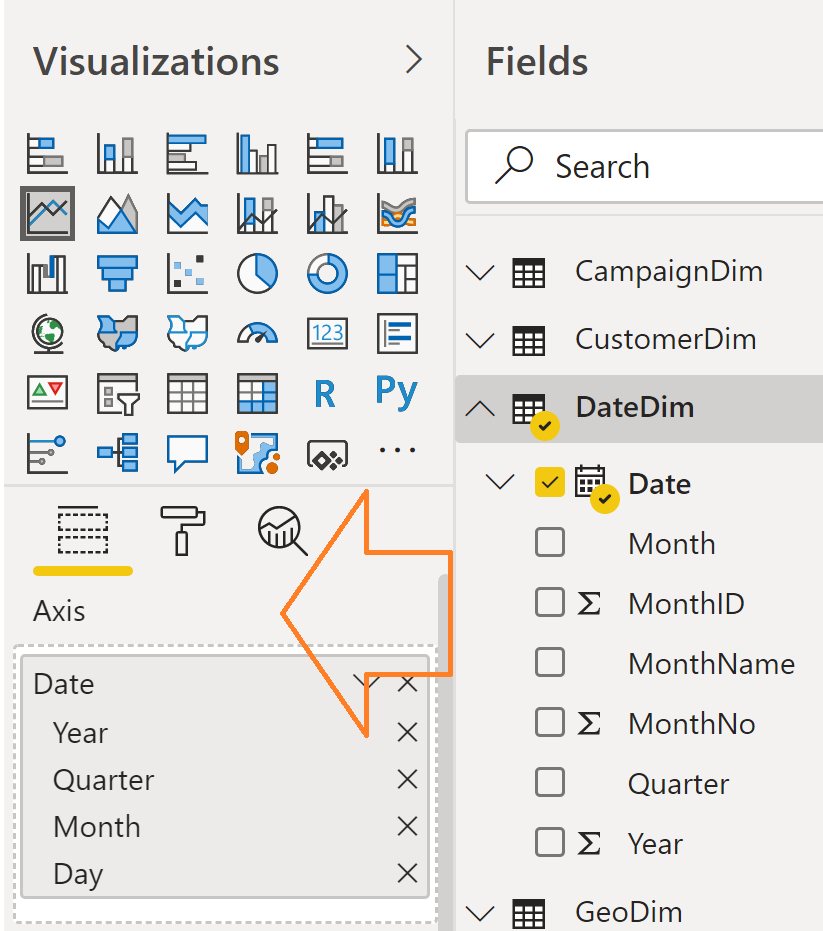 Visualizations
123
R
Py
Axis
Date
Year
Quarter
Month
Day
Fields
Search
CampaignDim
CustomerDim
DateDim
Date
Month
Σ MonthID
MonthName
Σ MonthNo
Quarter
Σ Year
GeoDim